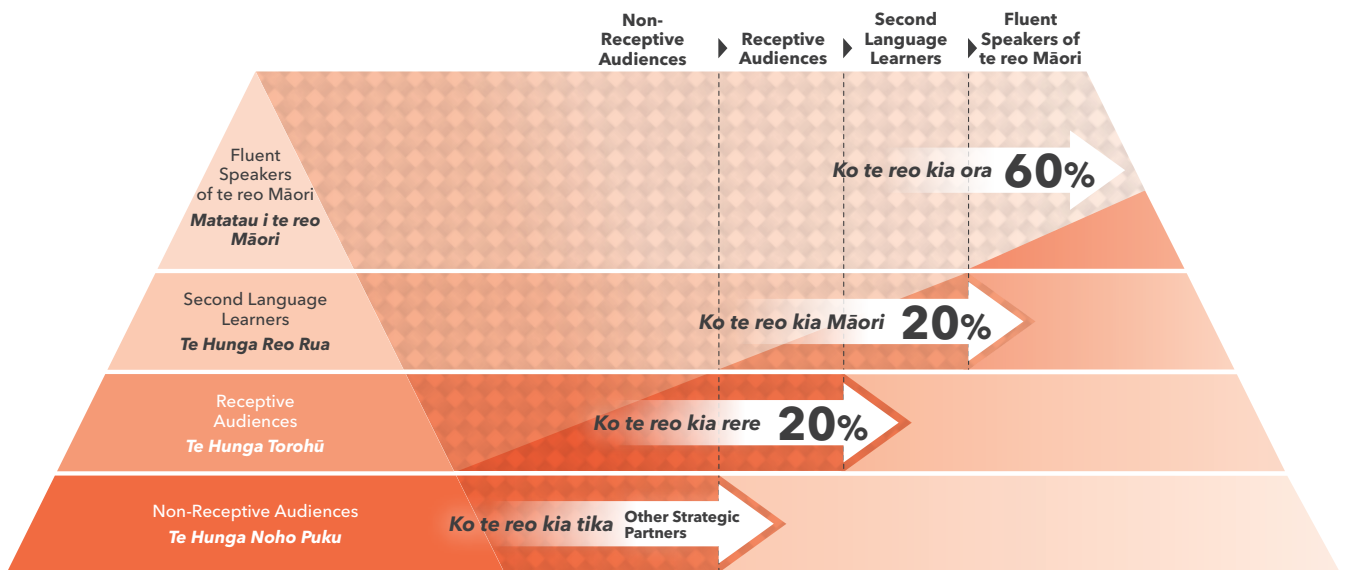 Non-
Receptive
Audiences
Receptive
Audiences
Second
Language
Learners
Fluent
Speakers of
te reo Māori
Fluent
Speakers
of te reo Māori
Matatau i te reo
Māori
Ko te reo kia ora 60%
Second Language
Learners
Te Hunga Reo Rua
Ko te reo kia Māori 20%
Receptive
Audiences
Te Hunga Torohū
Ko te reo kia rere 20%
Non-Receptive Audiences
Te Hunga Noho Puku
Ko te reo kia tika
Other Strategic
Partners